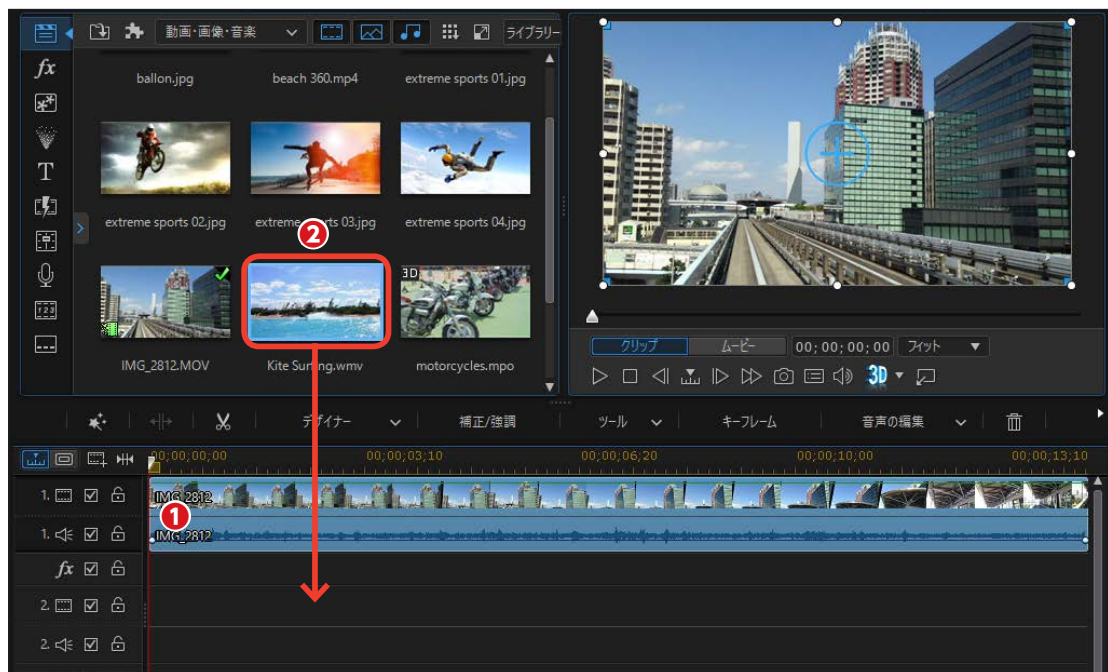 動画・画像・音楽
ライブラリー
fx
ballon.jpg
beach 360.mp4
extreme sports 01.jpg
T
extreme sports 02.jpg
extreme sports 03.jpg
extreme sports 04.jpg
2
3D
123
IMG_2812.MOV
Kite Surfing.wmv
motorcycles.mpo
クリップ
ムービー
00;00;00;00
フィット
3D
デザイナー
補正/強調
ツール
キーフレーム
音声の編集
00;00;00;00
00;00;03;10
00;00;06;20
00;00;10;00
00;00;13;10
1.
IMG_2812
1
1.
IMG_2812
fx
2.
2.